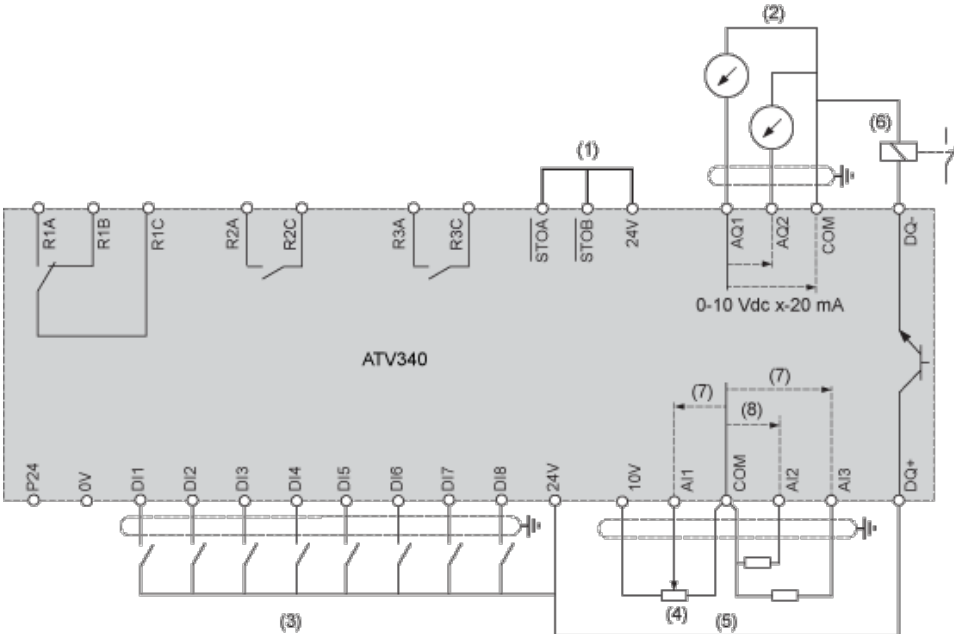 (2)
(6)
(1)
R1A
R1B
R1C
R2A
R2C
R3A
R3C
STOA
STOB
24V
AQ1
AQ2
COM
DQ-
0-10 Vdc x-20 mA
ATV340
(7)
(7)
(8)
P24
0V
DI1
DI2
DI3
DI4
DI5
DI6
DI7
DI8
24V
10V
AI1
COM
AI2
AI3
DQ+
(3)
(4)
(5)